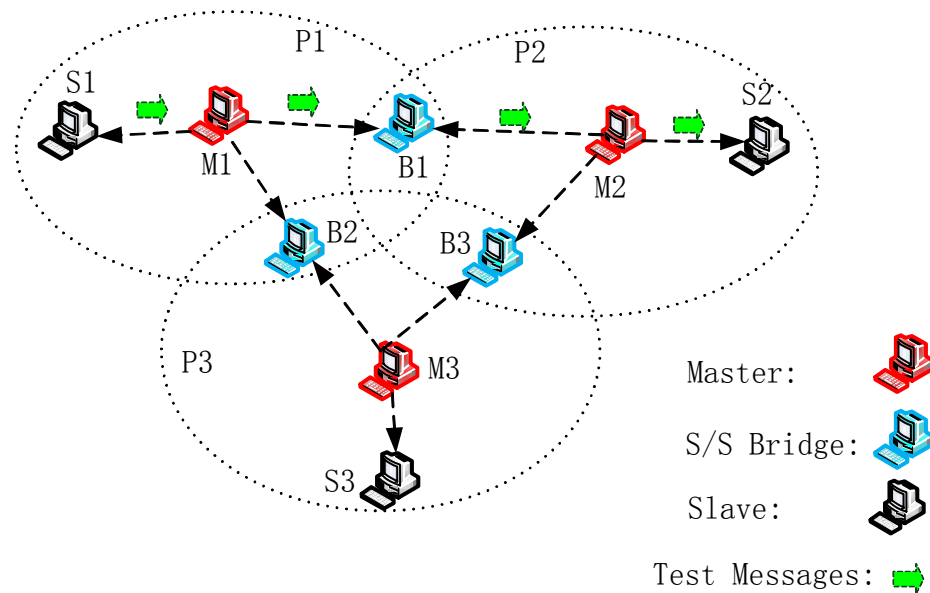 P1
P2
S1
S2
M1
B1
M2
B2
B3
P3
M3
S3
Master:
S/S Bridge:
Slave:
Test Messages: